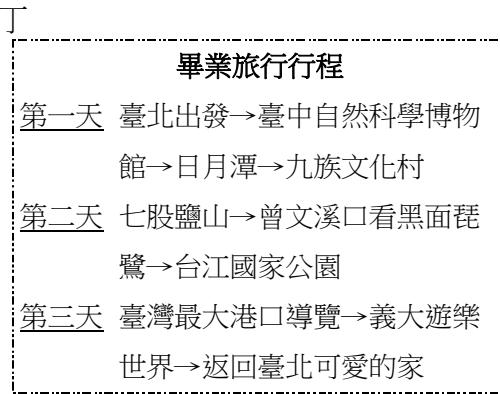 丁
畢業旅行行程
第一天 臺北出發→臺中自然科學博物
館→日月潭→九族文化村
第二天 七股鹽山→曾文溪口看黑面琵
鷺→台江國家公園
第三天 臺灣最大港口導覽→義大遊樂
世界→返回臺北可愛的家